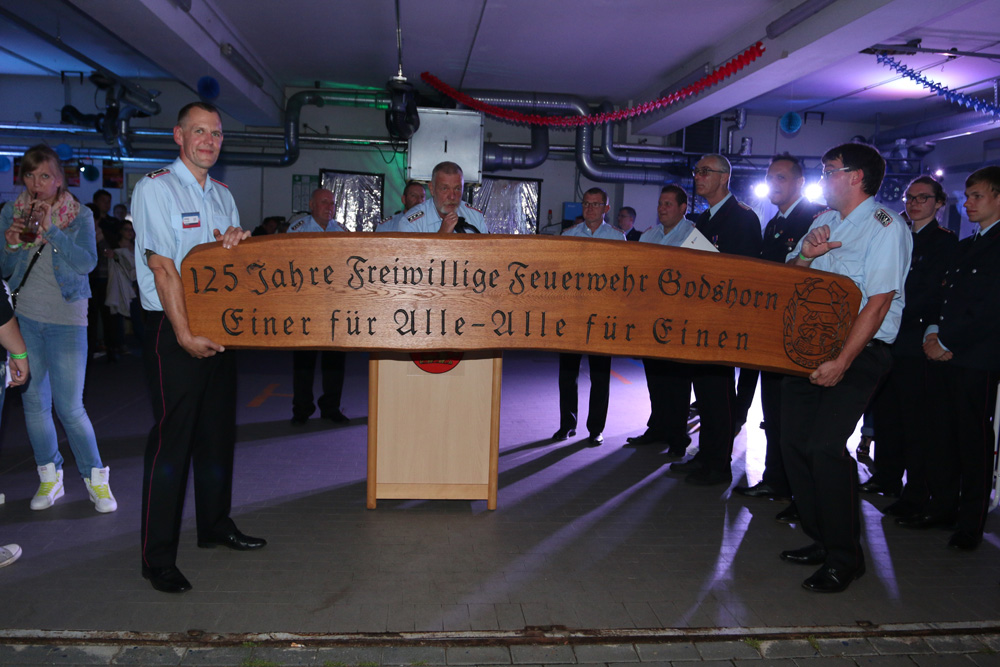 125 Jahre Freiwillige Feuerwehr Godshorn
Einer für Alle - Alle für Einen